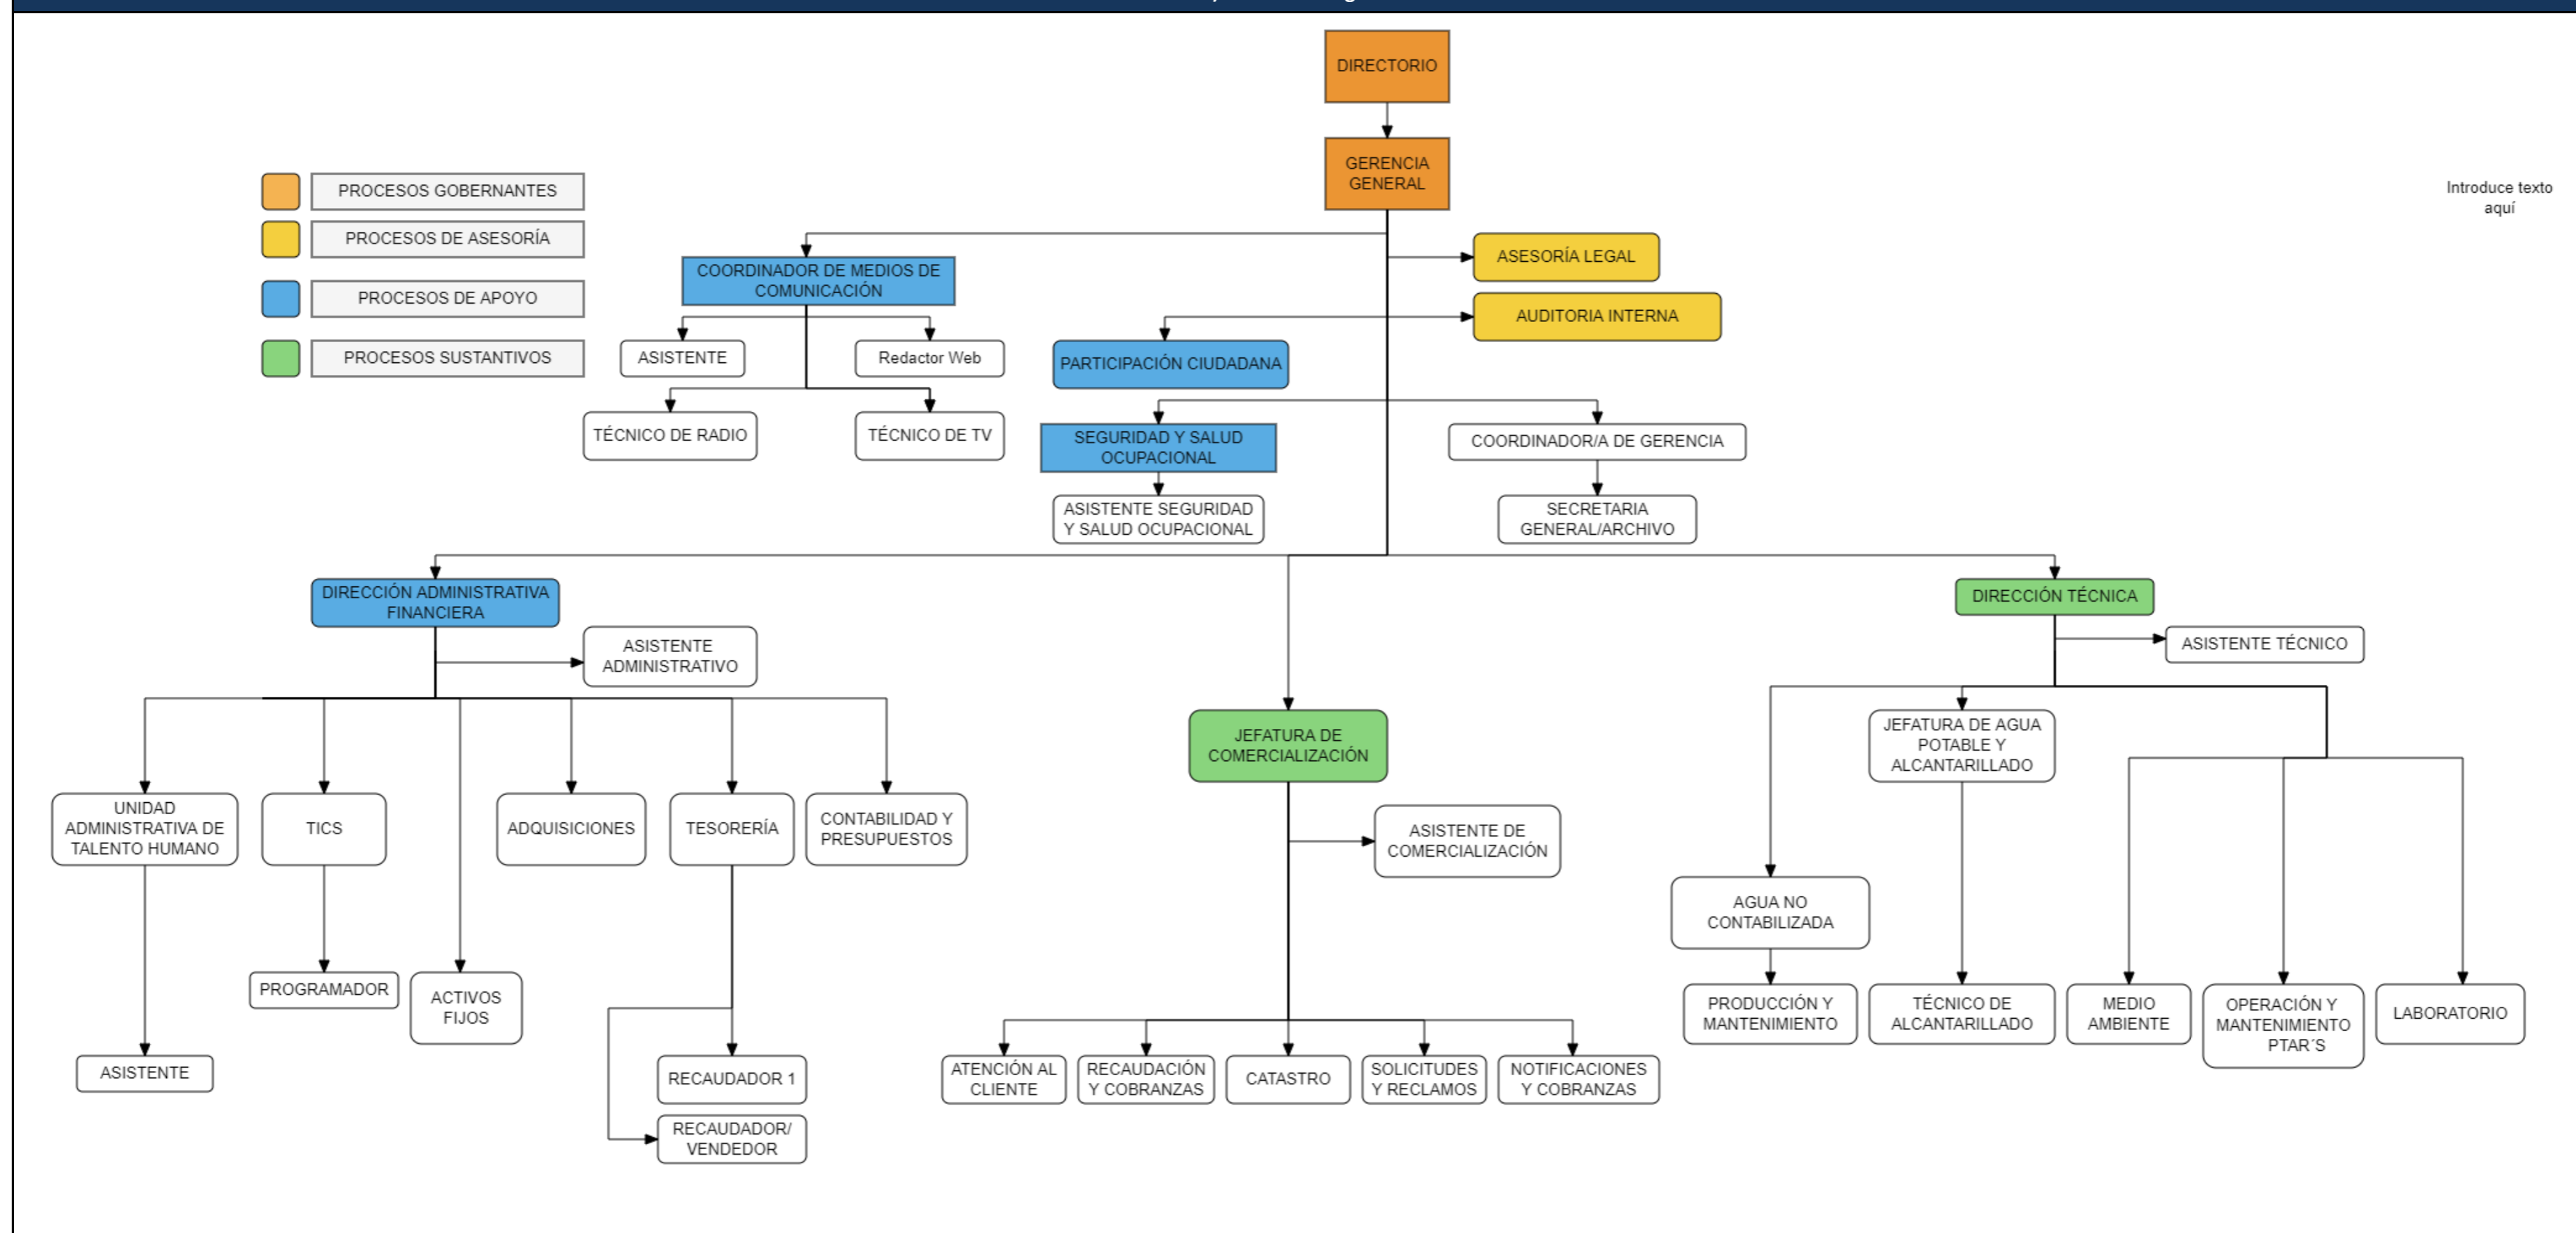 DIRECTORIO
GERENCIA
GENERAL
PROCESOS GOBERNANTES
PROCESOS DE ASESORÍA
PROCESOS DE APOYO
PROCESOS SUSTANTIVOS
Introduce texto
aquí
COORDINADOR DE MEDIOS DE
COMUNICACIÓN
ASESORÍA LEGAL
AUDITORIA INTERNA
ASISTENTE
Redactor Web
PARTICIPACIÓN CIUDADANA
TÉCNICO DE RADIO
TÉCNICO DE TV
SEGURIDAD Y SALUD
OCUPACIONAL
COORDINADOR/A DE GERENCIA
ASISTENTE SEGURIDAD
Y SALUD OCUPACIONAL
SECRETARIA
GENERAL/ARCHIVO
DIRECCIÓN ADMINISTRATIVA
FINANCIERA
DIRECCIÓN TÉCNICA
ASISTENTE
ADMINISTRATIVO
ASISTENTE TÉCNICO
JEFATURA DE
COMERCIALIZACIÓN
JEFATURA DE AGUA
POTABLE Y
ALCANTARILLADO
UNIDAD
ADMINISTRATIVA DE
TALENTO HUMANO
TICS
ADQUISICIONES
TESORERÍA
CONTABILIDAD Y
PRESUPUESTOS
ASISTENTE DE
COMERCIALIZACIÓN
AGUA NO
CONTABILIZADA
PROGRAMADOR
ACTIVOS
FIJOS
PRODUCCIÓN Y
MANTENIMIENTO
TÉCNICO DE
ALCANTARILLADO
MEDIO
AMBIENTE
OPERACIÓN Y
MANTENIMIENTO
PTAR´S
LABORATORIO
ASISTENTE
RECAUDADOR 1
ATENCIÓN AL
CLIENTE
RECAUDACIÓN
Y COBRANZAS
CATASTRO
SOLICITUDES
Y RECLAMOS
NOTIFICACIONES
Y COBRANZAS
RECAUDADOR/
VENDEDOR